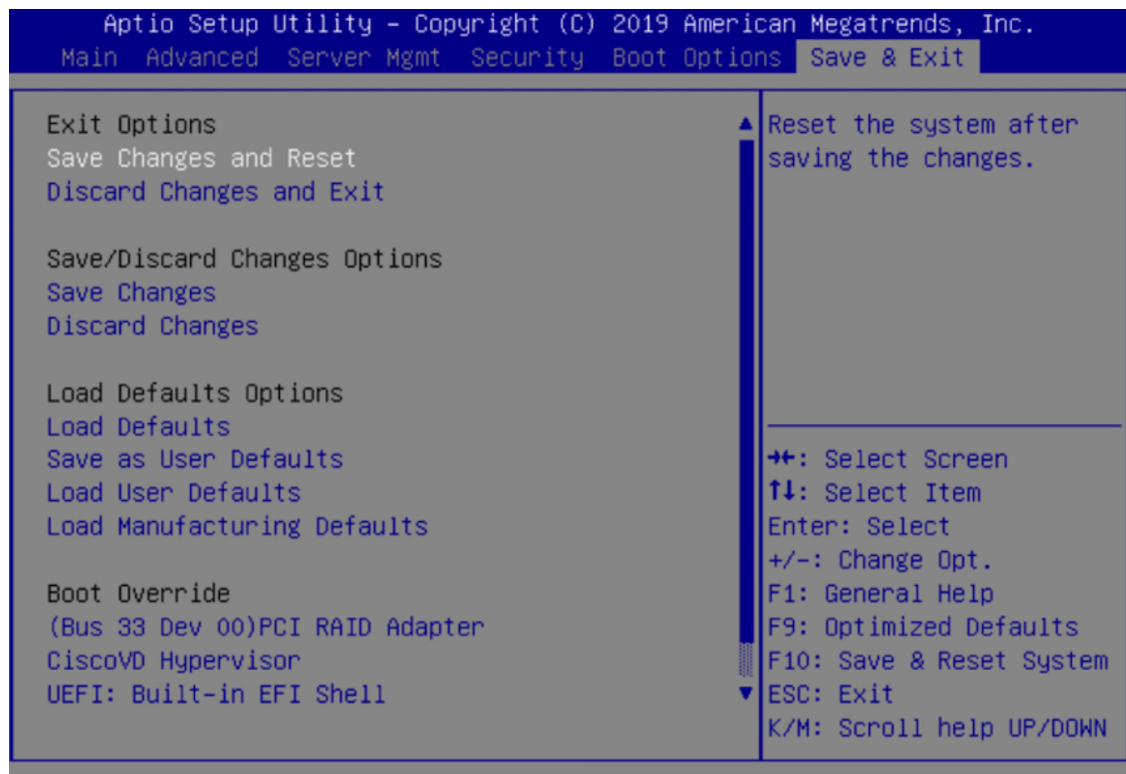 Aptio Setup Utility – Copyright (C) 2019 American Megatrends, Inc.
Main Advanced Server Mgmt Security Boot Options Save & Exit
Exit Options
Save Changes and Reset
Discard Changes and Exit
Save/Discard Changes Options
Save Changes
Discard Changes
Load Defaults Options
Load Defaults
Save as User Defaults
Load User Defaults
Load Manufacturing Defaults
Boot Override
(Bus 33 Dev 00)PCI RAID Adapter
CiscoVD Hypervisor
UEFI: Built-in EFI Shell
Reset the system after
saving the changes.
→←: Select Screen
↑↓: Select Item
Enter: Select
+/-: Change Opt.
F1: General Help
F9: Optimized Defaults
F10: Save & Reset System
ESC: Exit
K/M: Scroll help UP/DOWN